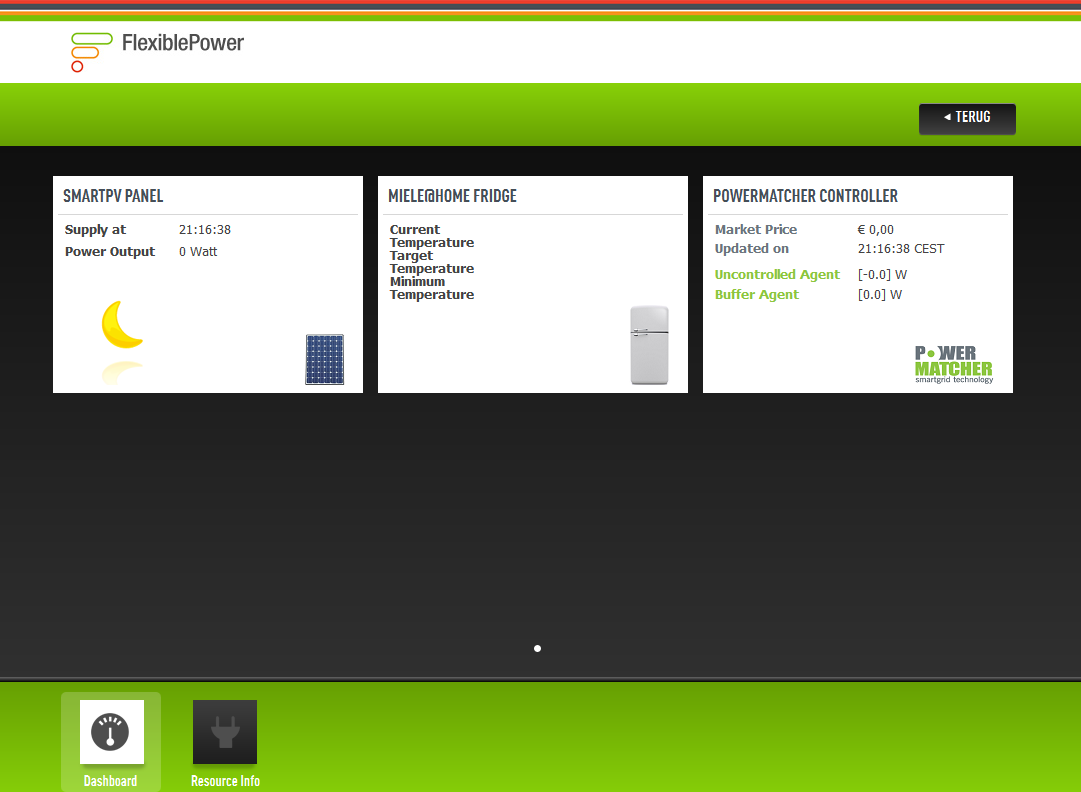 FlexiblePower
◄ TERUG
SMARTPV PANEL
Supply at 21:16:38
Power Output 0 Watt
MIELE@HOME FRIDGE
Current
Temperature
Target
Temperature
Minimum
Temperature
POWERMATCHER CONTROLLER
Market Price € 0,00
Updated on 21:16:38 CEST
Uncontrolled Agent [-0.0] W
Buffer Agent [0.0] W
POWER
MATCHER
smartgrid technology
Dashboard
Resource Info